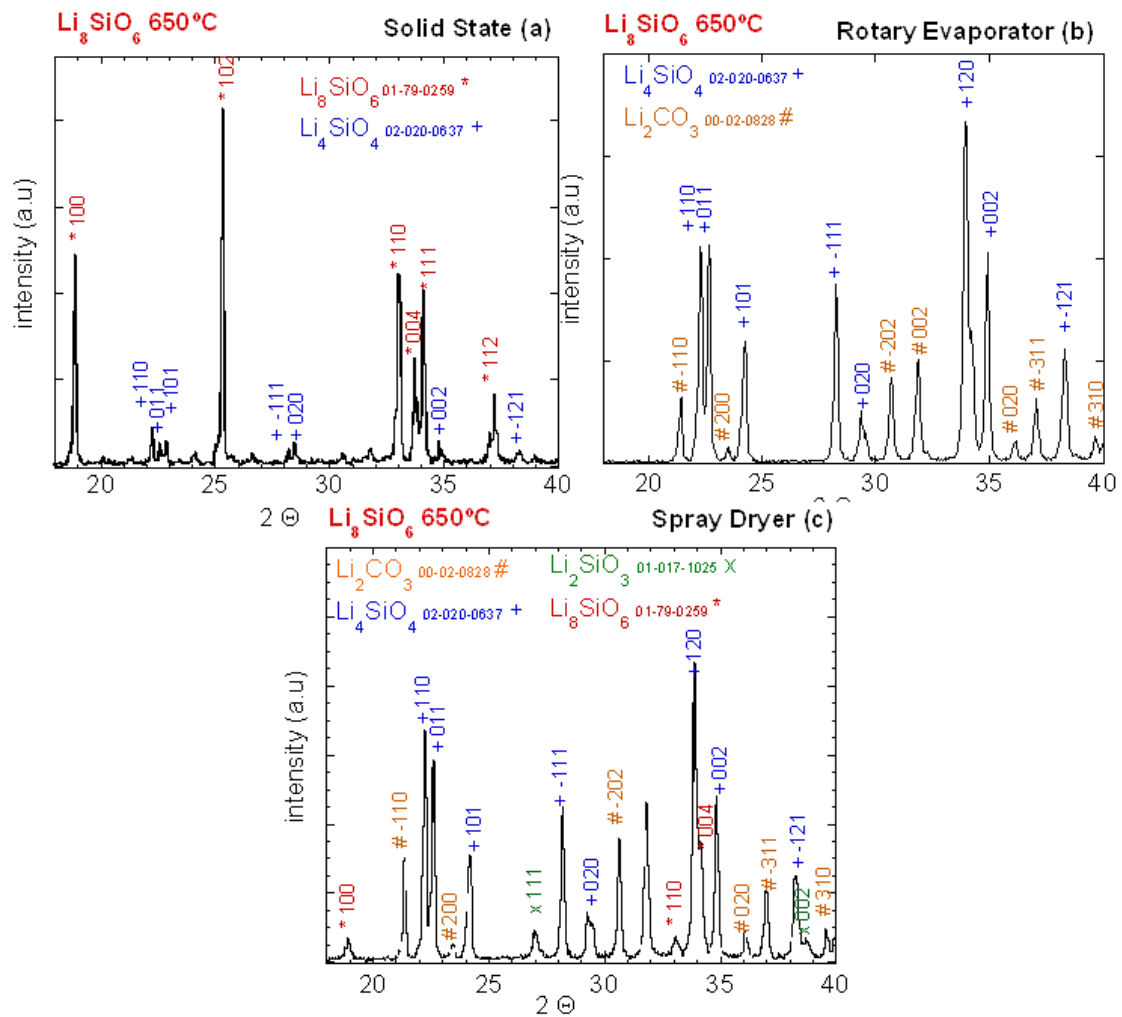 Li8SiO6 650ºC
Solid State (a)
Li8SiO6 01-79-0259 *
Li4SiO4 02-020-0637 +
intensity (a.u)
* 100
+110
+011
+101
* 102
+ -111
+020
* 110
*004
* 111
+002
* 112
+ -121
20
25
30
35
40
2 Θ
Li8SiO6 650ºC
Rotary Evaporator (b)
Li4SiO4 02-020-0637 +
Li2CO3 00-02-0828 #
intensity (a.u)
# -110
+110
+011
# 200
+101
+ -111
+020
# -202
# 002
+120
+002
#020
# -311
+-121
#310
20
25
30
35
40
Li8SiO6 650ºC
Spray Dryer (c)
Li2CO3 00-02-0828 #
Li2SiO3 01-017-1025 X
Li4SiO4 02-020-0637 +
Li8SiO6 01-79-0259 *
intensity (a.u)
* 100
# -110
+110
+011
#200
+101
x 111
+ -111
+020
# -202
*110
+120
*004
+002
#020
#-311
+-121
x002
#310
20
25
30
35
40
2 Θ